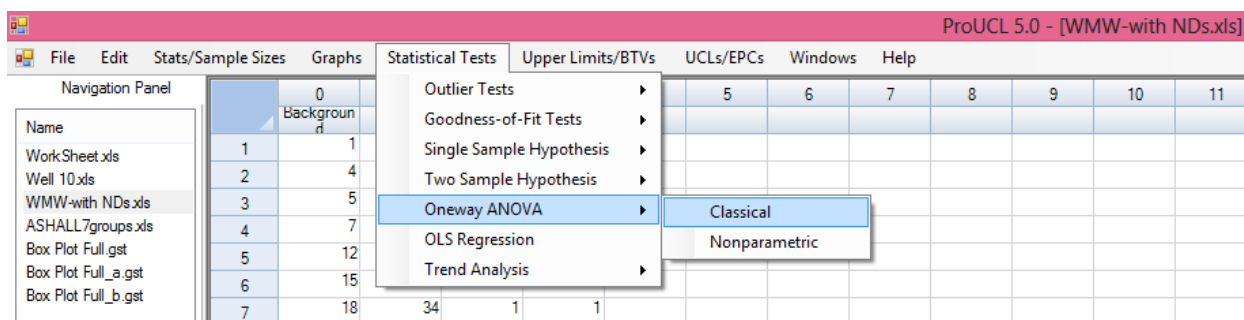 ProUCL 5.0 - [WMW-with NDs.xls]
File Edit Stats/Sample Sizes Graphs Statistical Tests Upper Limits/BTVs UCLs/EPCs Windows Help
Navigation Panel
Name
WorkSheet.xls
Well 10.xls
WMW-with NDs.xls
ASHALL7groups.xls
Box Plot Full.gst
Box Plot Full_a.gst
Box Plot Full_b.gst
Outlier Tests
Goodness-of-Fit Tests
Single Sample Hypothesis
Two Sample Hypothesis
Oneway ANOVA
OLS Regression
Trend Analysis
Classical
Nonparametric
0 5 6 7 8 9 10 11
Backgroun
d
1 1
2 4
3 5
4 7
5 12
6 15
7 18 34 1 1